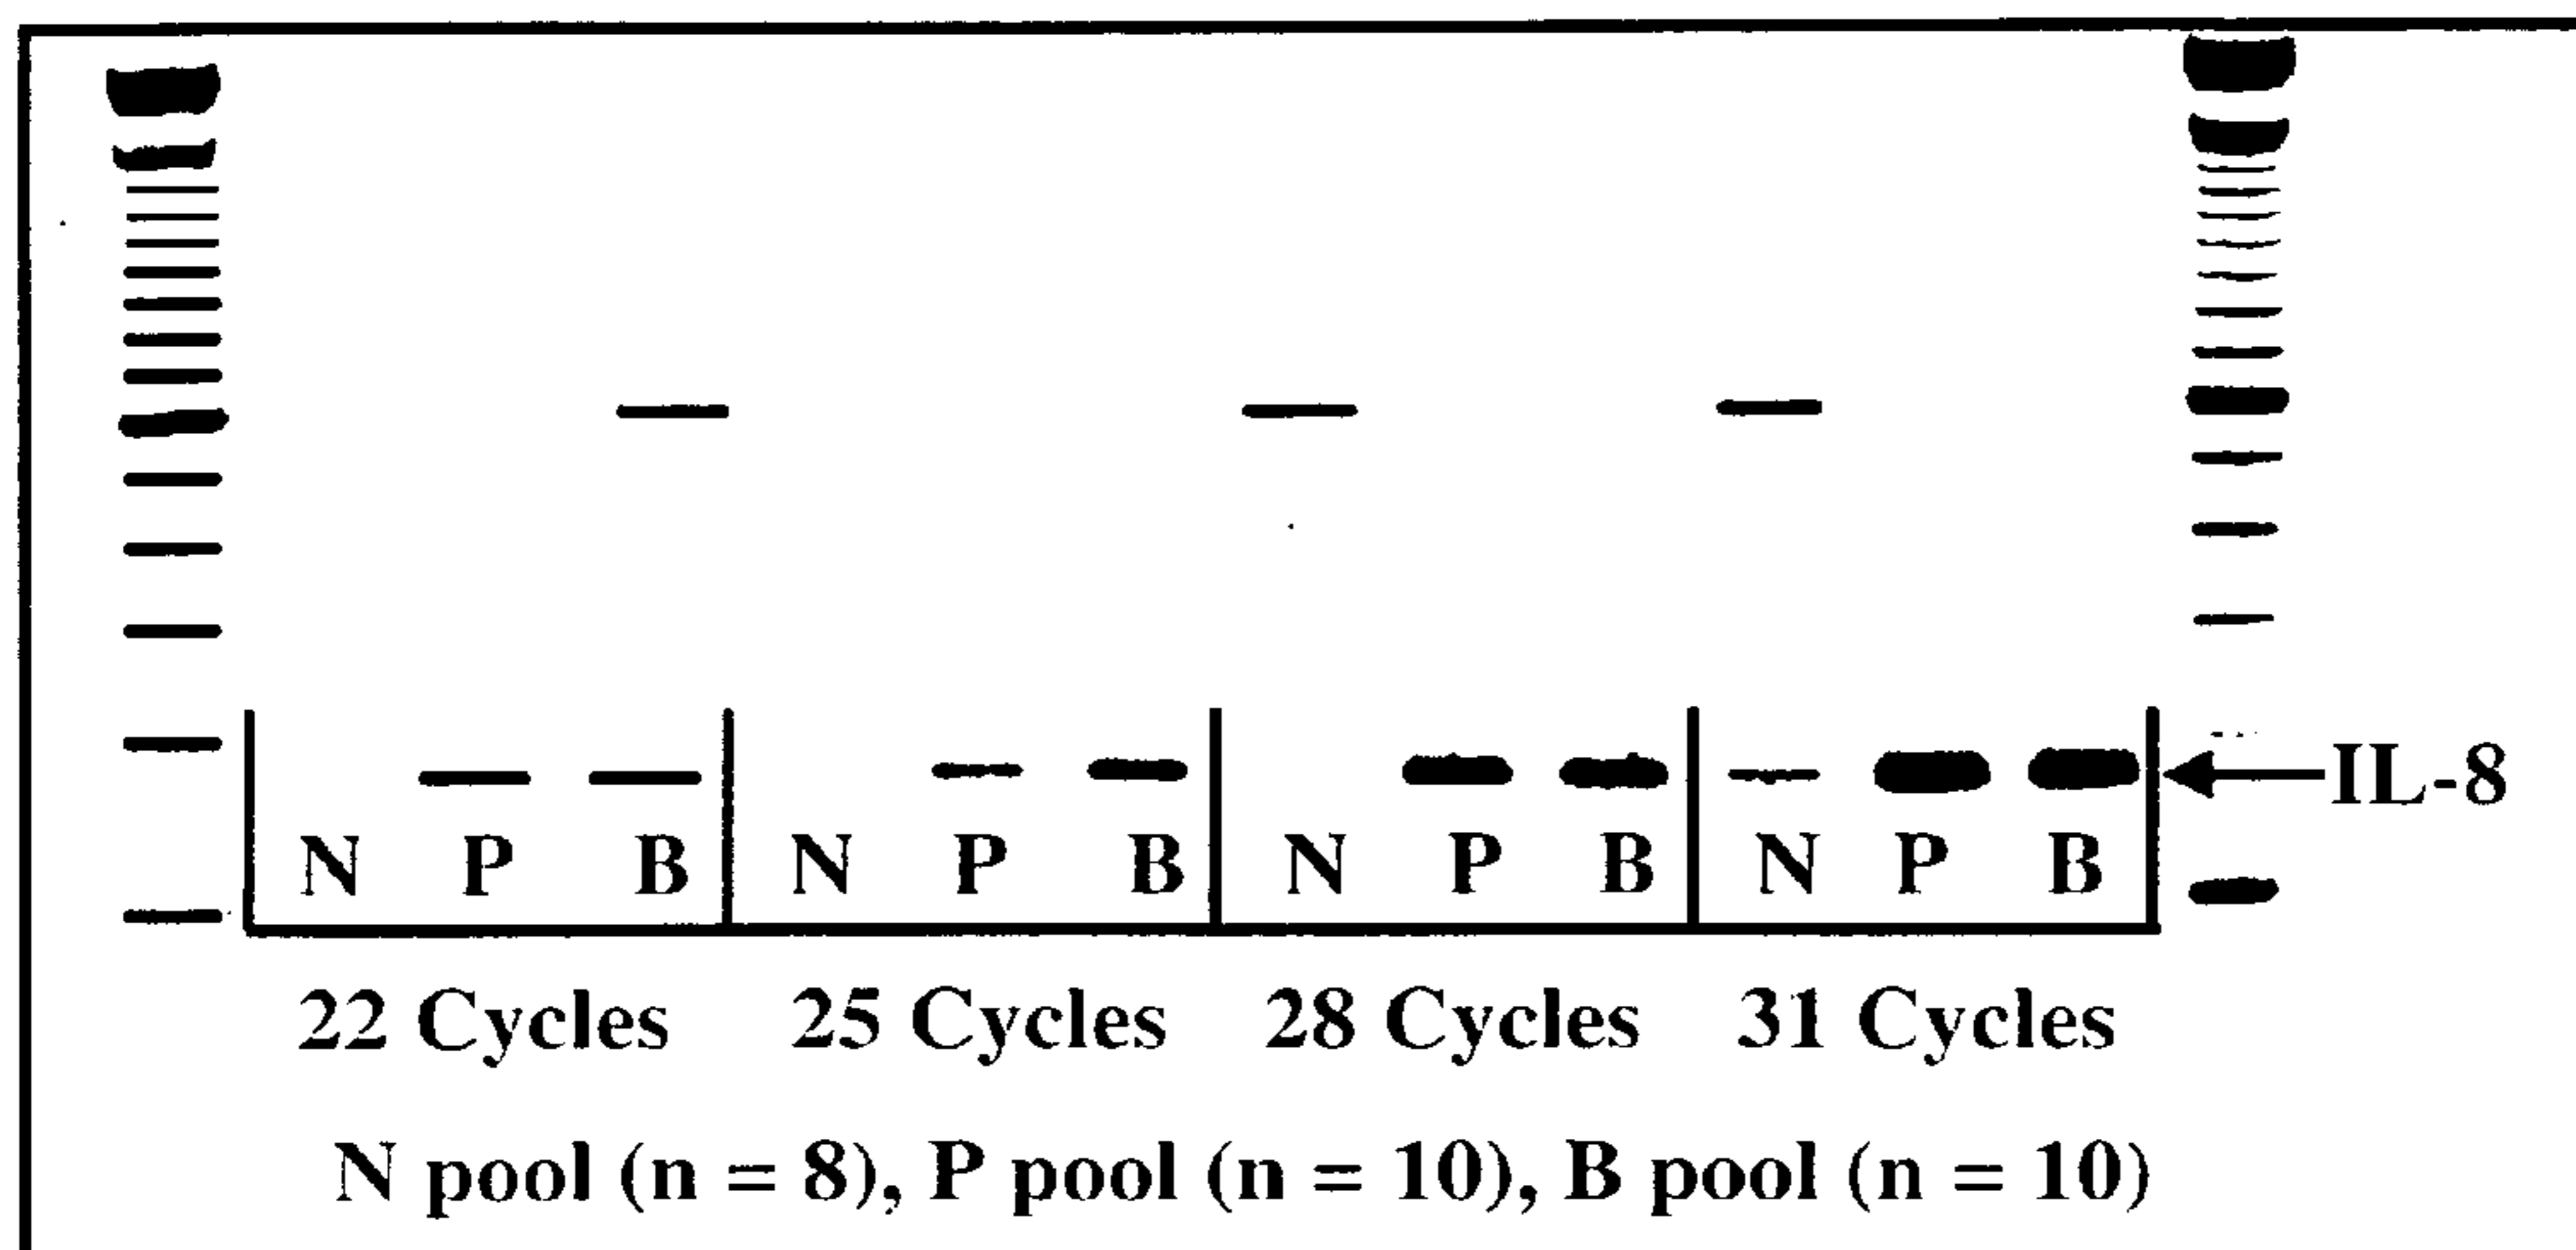 IL-8
N P B N P B N P B N P B
22 Cycles 25 Cycles 28 Cycles 31 Cycles
N pool (n = 8), P pool (n = 10), B pool (n = 10)